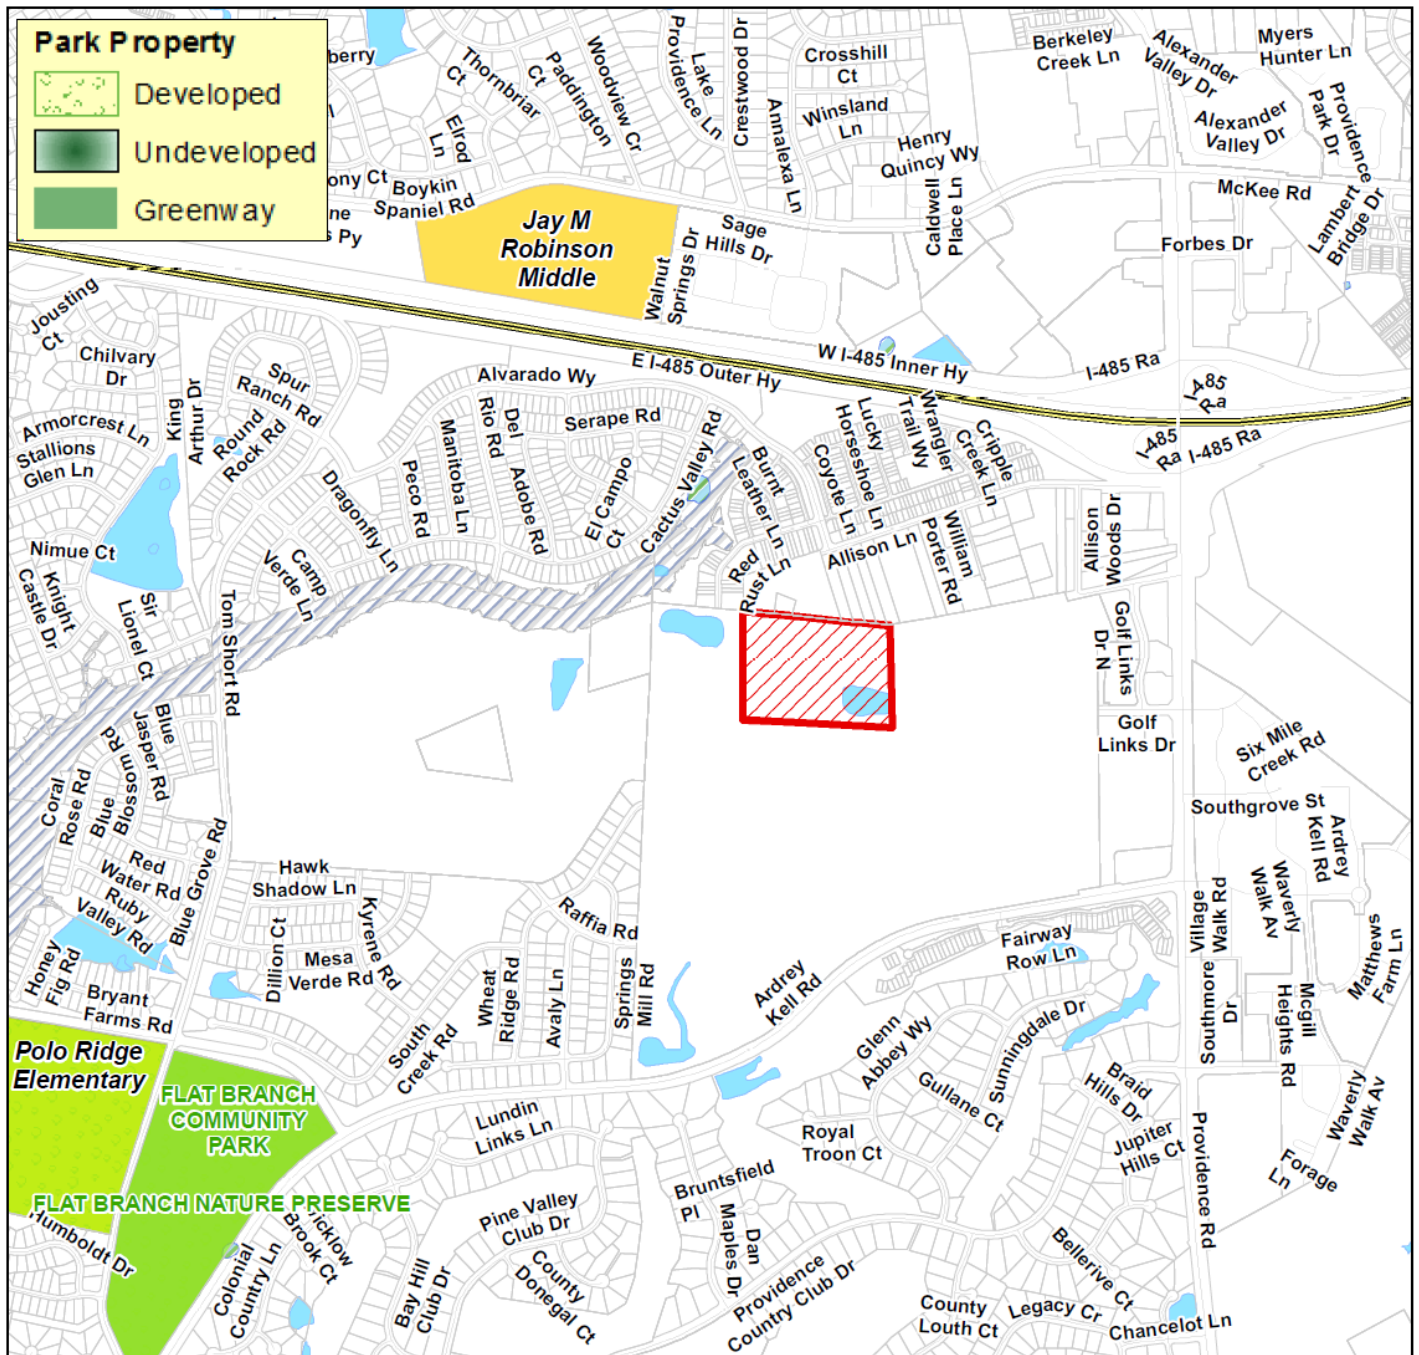 Park Property
Developed
Undeveloped
Greenway
berry
ony Ct
ne
s Py
Thornbriar
Ct
Paddington
Ct
Woodview Cr
Elrod
Ln
Boykin
Spaniel Rd
Lake
Providence Ln
Crestwood Dr
Annalexa Ln
Crosshill
Ct
Winsland
Ln
Henry
Quincy Wy
Caldwell
Place Ln
Berkeley
Creek Ln
Alexander
Valley Dr
Myers
Hunter Ln
Alexander
Valley Dr
Providence
Park Dr
McKee Rd
Lambert
Bridge Dr
Forbes Dr
Jay M
Robinson
Middle
Sage
Hills Dr
Walnut
Springs Dr
W I-485 Inner Hy
E I-485 Outer Hy
I-485 Ra
I-485
Ra
I-485
Ra
I-485 Ra
Jousting
Ct
Chilvary
Dr
King
Arthur Dr
Armorcrest Ln
Stallions
Glen Ln
Spur
Ranch Rd
Round
Rock Rd
Alvarado Wy
Serape Rd
Del
Rio Rd
Manitoba Ln
Peco Rd
Adobe Rd
El Campo
Ct
Cactus Valley Rd
Burnt
Leather Ln
Lucky
Horseshoe Ln
Coyote Ln
Wrangler
Trail Wy
Cripple
Creek Ln
Dragonfly Ln
Camp
Verde Ln
Nimue Ct
Knight
Castle Dr
Sir
Lionel Ct
Tom Short Rd
Red
Rust Ln
Allison Ln
William
Porter Rd
Allison
Woods Dr
Golf Links
Dr N
Golf
Links Dr
Six Mile
Creek Rd
Southgrove St
Ardrey
Kell Rd
Waverly
Walk Av
Village
Walk Rd
Matthews
Farm Ln
Blue
Jasper Rd
Blue
Blossom Rd
Coral
Rose Rd
Red
Water Rd
Ruby
Valley Rd
Blue Grove Rd
Honey
Fig Rd
Bryant
Farms Rd
Hawk
Shadow Ln
Dillion Ct
Mesa
Verde Rd
Kyrene Rd
South
Creek Rd
Wheat
Ridge Rd
Avaly Ln
Raffia Rd
Springs
Mill Rd
Ardrey
Kell Rd
Fairway
Row Ln
Glenn
Abbey Wy
Sunningdale Dr
Gullane Ct
Royal
Troon Ct
Southmore
Dr
Mcgill
Heights Rd
Braid
Hills Dr
Jupiter
Hills Ct
Providence Rd
Waverly
Walk Av
Forage
Ln
Polo Ridge
Elementary
FLAT BRANCH
COMMUNITY
PARK
FLAT BRANCH NATURE PRESERVE
Humboldt Dr
Colonial
Country Ln
icklow
Brook Ct
Lundin
Links Ln
Pine Valley
Club Dr
Bay Hill
Club Dr
County
Donegal Ct
Bruntsfield
Pl
Dan
Maples Dr
Providence
Country Club Dr
Bellerive Ct
County
Louth Ct
Legacy Cr
Chancelot Ln